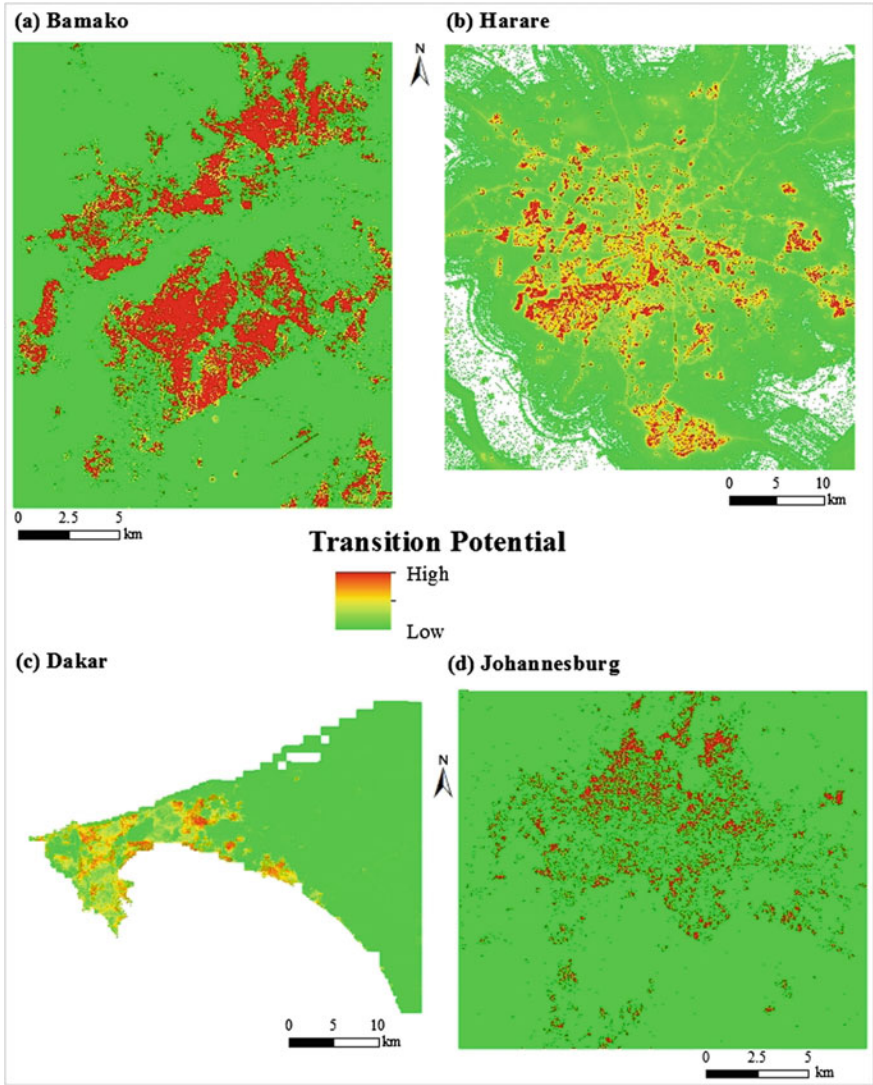 (a) Bamako
(b) Harare
N
0 2.5 5
km
0 5 10
km
Transition Potential
High
Low
(c) Dakar
(d) Johannesburg
N
0 5 10
km
0 2.5 5
km